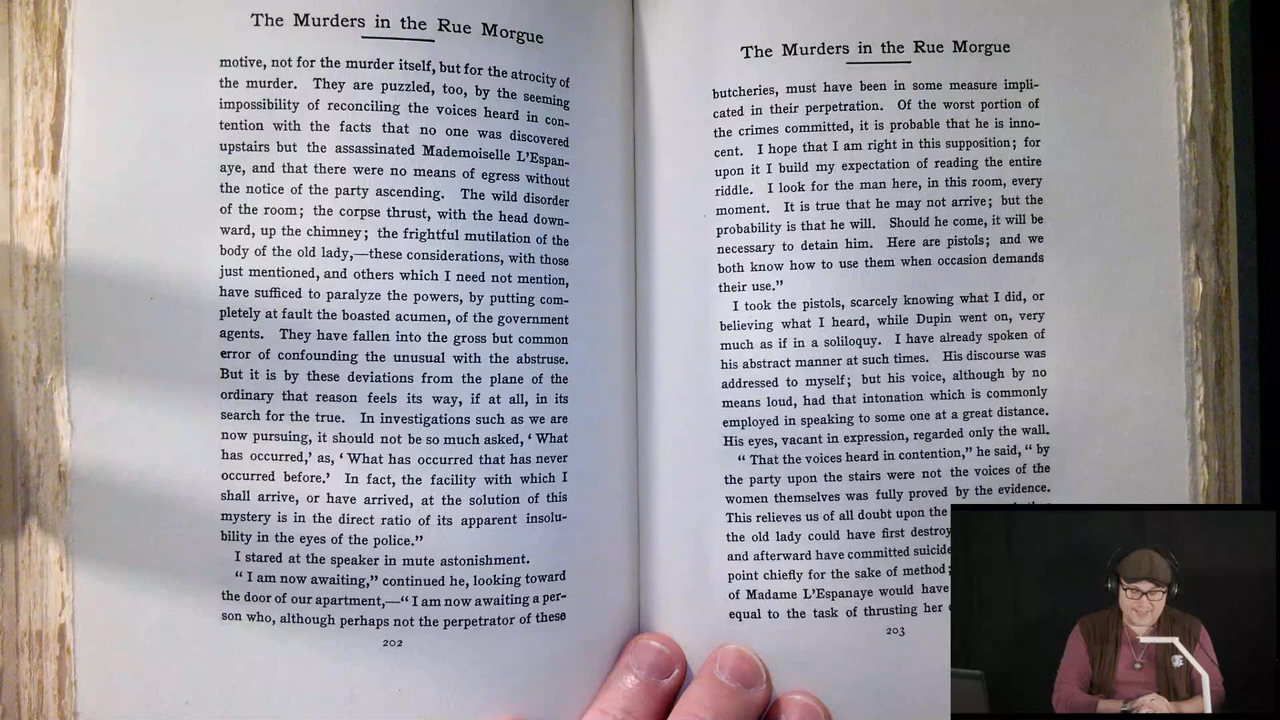 The Murders in the Rue Morgue
motive, not for the murder itself, but for the atrocity of
the murder. They are puzzled, too, by the seeming
impossibility of reconciling the voices heard in con-
tention with the facts that no one was discovered
upstairs but the assassinated Mademoiselle L'Espan-
aye, and that there were no means of egress without
the notice of the party ascending. The wild disorder
of the room; the corpse thrust, with the head down-
ward, up the chimney; the frightful mutilation of the
body of the old lady,—these considerations, with those
just mentioned, and others which I need not mention,
have sufficed to paralyze the powers, by putting com-
pletely at fault the boasted acumen, of the government
agents. They have fallen into the gross but common
error of confounding the unusual with the abstruse.
But it is by these deviations from the plane of the
ordinary that reason feels its way, if at all, in its
search for the true. In investigations such as we are
now pursuing, it should not be so much asked, ‘ What
has occurred,’ as, ‘ What has occurred that has never
occurred before.’ In fact, the facility with which I
shall arrive, or have arrived, at the solution of this
mystery is in the direct ratio of its apparent insolu-
bility in the eyes of the police.”
I stared at the speaker in mute astonishment.
“ I am now awaiting,” continued he, looking toward
the door of our apartment,—“ I am now awaiting a per-
son who, although perhaps not the perpetrator of these
202
The Murders in the Rue Morgue
butcheries, must have been in some measure impli-
cated in their perpetration. Of the worst portion of
the crimes committed, it is probable that he is inno-
cent. I hope that I am right in this supposition; for
upon it I build my expectation of reading the entire
riddle. I look for the man here, in this room, every
moment. It is true that he may not arrive; but the
probability is that he will. Should he come, it will be
necessary to detain him. Here are pistols; and we
both know how to use them when occasion demands
their use.”
I took the pistols, scarcely knowing what I did, or
believing what I heard, while Dupin went on, very
much as if in a soliloquy. I have already spoken of
his abstract manner at such times. His discourse was
addressed to myself; but his voice, although by no
means loud, had that intonation which is commonly
employed in speaking to some one at a great distance.
His eyes, vacant in expression, regarded only the wall.
“ That the voices heard in contention,” he said, “ by
the party upon the stairs were not the voices of the
women themselves was fully proved by the evidence.
This relieves us of all doubt upon the
the old lady could have first destroy
and afterward have committed suicide
point chiefly for the sake of method;
of Madame L'Espanaye would have
equal to the task of thrusting her
203